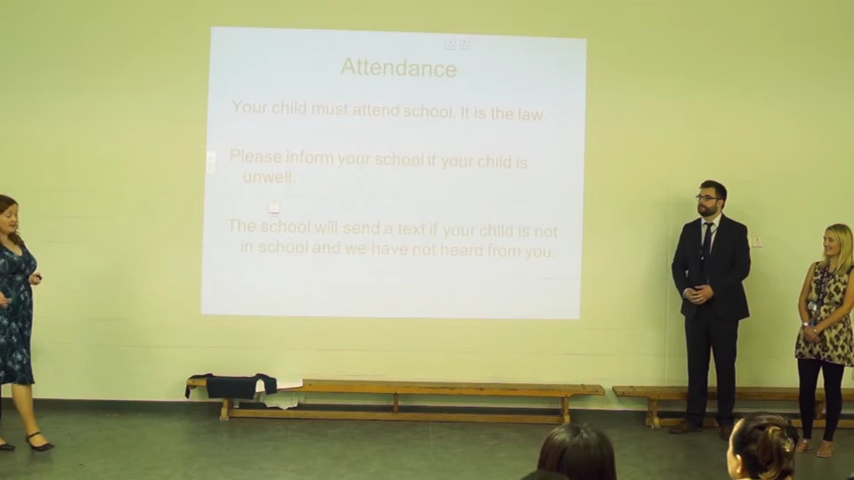 Attendance
Your child must attend school. It is the law.
Please inform your school if your child is
unwell.
The school will send a text if your child is not
in school and we have not heard from you.